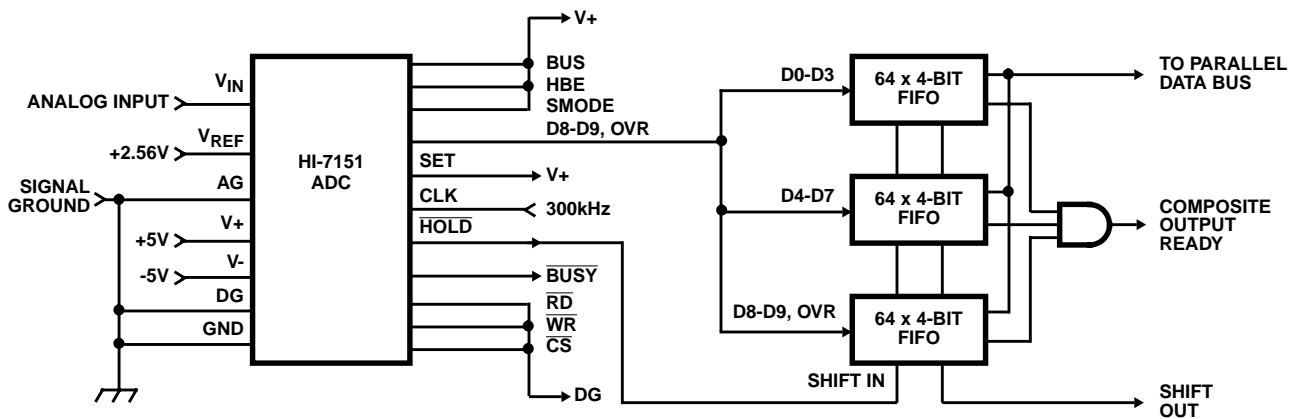 V+
BUS
HBE
SMODE
D8-D9, OVR
SET
V+
CLK
300kHz
HOLD
BUSY
RD
WR
CS
DG
VIN
ANALOG INPUT
VREF
+2.56V
AG
SIGNAL
GROUND
V+
+5V
V-
-5V
DG
GND
HI-7151
ADC
D0-D3
64 x 4-BIT
FIFO
D4-D7
64 x 4-BIT
FIFO
D8-D9, OVR
64 x 4-BIT
FIFO
SHIFT IN
TO PARALLEL
DATA BUS
COMPOSITE
OUTPUT
READY
SHIFT
OUT